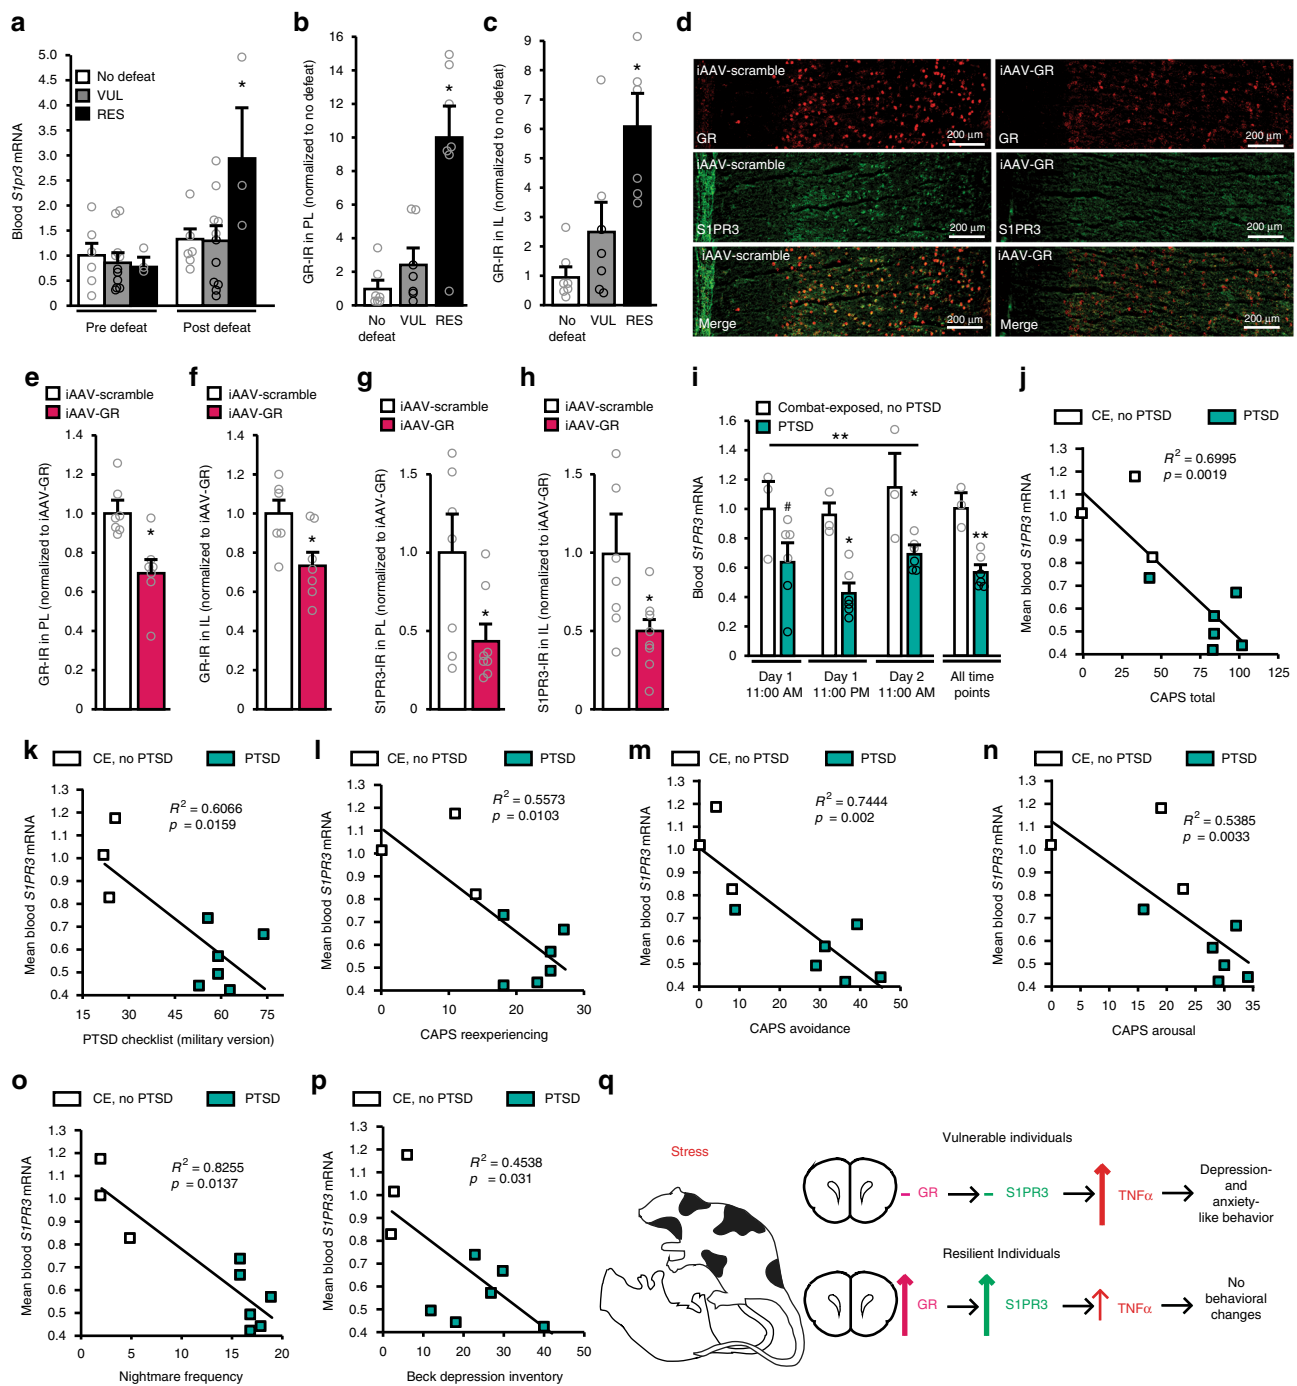 a
Blood S1pr3 mRNA
5.0
4.5
4.0
3.5
3.0
2.5
2.0
1.5
1.0
0.5
0
No defeat
VUL
RES
*
Pre defeat
Post defeat
b
GR-IR in PL (normalized to no defeat)
16
14
12
10
8
6
4
2
0
*
No defeat
VUL
RES
c
GR-IR in IL (normalized to no defeat)
9
8
7
6
5
4
3
2
1
0
*
No defeat
VUL
RES
d
iAAV-scramble
GR
200 µm
iAAV-GR
GR
200 µm
iAAV-scramble
S1PR3
200 µm
iAAV-GR
S1PR3
200 µm
iAAV-scramble
Merge
200 µm
iAAV-GR
Merge
200 µm
e
iAAV-scramble
iAAV-GR
GR-IR in PL (normalized to iAAV-GR)
1.4
1.2
1.0
0.8
0.6
0.4
0.2
0
*
f
iAAV-scramble
iAAV-GR
GR-IR in IL (normalized to iAAV-GR)
1.4
1.2
1.0
0.8
0.6
0.4
0.2
0
*
g
iAAV-scramble
iAAV-GR
S1PR3-IR in PL (normalized to iAAV-GR)
1.5
1.0
0.5
0
*
h
iAAV-scramble
iAAV-GR
S1PR3-IR in IL (normalized to iAAV-GR)
1.5
1.0
0.5
0
*
i
Combat-exposed, no PTSD
PTSD
Blood S1PR3 mRNA
1.6
1.4
1.2
1.0
0.8
0.6
0.4
0.2
0
**
#
*
*
**
Day 1 11:00 AM
Day 1 11:00 PM
Day 2 11:00 AM
All time points
j
CE, no PTSD
PTSD
Mean blood S1PR3 mRNA
1.3
1.2
1.1
1.0
0.9
0.8
0.7
0.6
0.5
0.4
R2 = 0.6995
p = 0.0019
0
25
50
75
100
125
CAPS total
k
CE, no PTSD
PTSD
Mean blood S1PR3 mRNA
1.3
1.2
1.1
1.0
0.9
0.8
0.7
0.6
0.5
0.4
R2 = 0.6066
p = 0.0159
15
30
45
60
75
PTSD checklist (military version)
l
CE, no PTSD
PTSD
Mean blood S1PR3 mRNA
1.3
1.2
1.1
1.0
0.9
0.8
0.7
0.6
0.5
0.4
R2 = 0.5573
p = 0.0103
0
10
20
30
CAPS reexperiencing
m
CE, no PTSD
PTSD
Mean blood S1PR3 mRNA
1.3
1.2
1.1
1.0
0.9
0.8
0.7
0.6
0.5
0.4
R2 = 0.7444
p = 0.002
0
10
20
30
40
50
CAPS avoidance
n
CE, no PTSD
PTSD
Mean blood S1PR3 mRNA
1.3
1.2
1.1
1.0
0.9
0.8
0.7
0.6
0.5
0.4
R2 = 0.5385
p = 0.0033
0
5
10
15
20
25
30
35
CAPS arousal
o
CE, no PTSD
PTSD
Mean blood S1PR3 mRNA
1.3
1.2
1.1
1.0
0.9
0.8
0.7
0.6
0.5
0.4
R2 = 0.8255
p = 0.0137
0
5
10
15
20
Nightmare frequency
p
CE, no PTSD
PTSD
Mean blood S1PR3 mRNA
1.3
1.2
1.1
1.0
0.9
0.8
0.7
0.6
0.5
0.4
R2 = 0.4538
p = 0.031
0
10
20
30
40
50
Beck depression inventory
q
Stress
Vulnerable individuals
GR
S1PR3
TNFα
Depression-
and
anxiety-
like behavior
Resilient Individuals
GR
S1PR3
TNFα
No
behavioral
changes